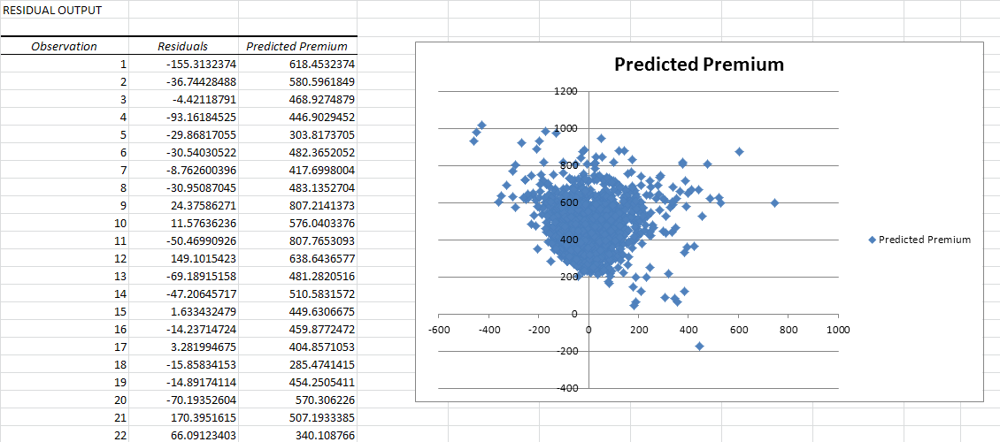 RESIDUAL OUTPUT
Observation Residuals Predicted Premium
1 -155.3132374 618.4532374
2 -36.74428488 580.5961849
3 -4.42118791 468.9274879
4 -93.16184525 446.9029452
5 -29.86817055 303.8173705
6 -30.54030522 482.3652052
7 -8.762600396 417.6998004
8 -30.95087045 483.1352704
9 24.37586271 807.2141373
10 11.57636236 576.0403376
11 -50.46990926 807.7653093
12 149.1015423 638.6436577
13 -69.18915158 481.2820516
14 -47.20645717 510.5831572
15 1.633432479 449.6306675
16 -14.23714724 459.8772472
17 3.281994675 404.8571053
18 -15.85834153 285.4741415
19 -14.89174114 454.2505411
20 -70.19352604 570.306226
21 170.3951615 507.1933385
22 66.09123403 340.108766
Predicted Premium
1200
1000
800
600
400
200
0
-200
-400
-600 -400 -200 0 200 400 600 800 1000
Predicted Premium